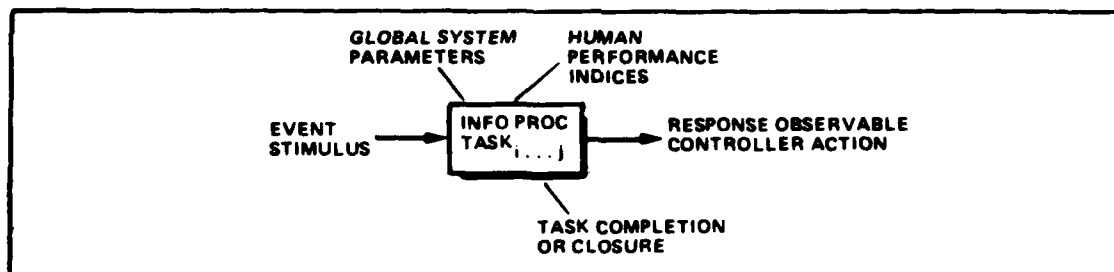 GLOBAL SYSTEM
PARAMETERS
HUMAN
PERFORMANCE
INDICES
EVENT
STIMULUS
INFO PROC
TASK i...j
RESPONSE OBSERVABLE
CONTROLLER ACTION
TASK COMPLETION
OR CLOSURE